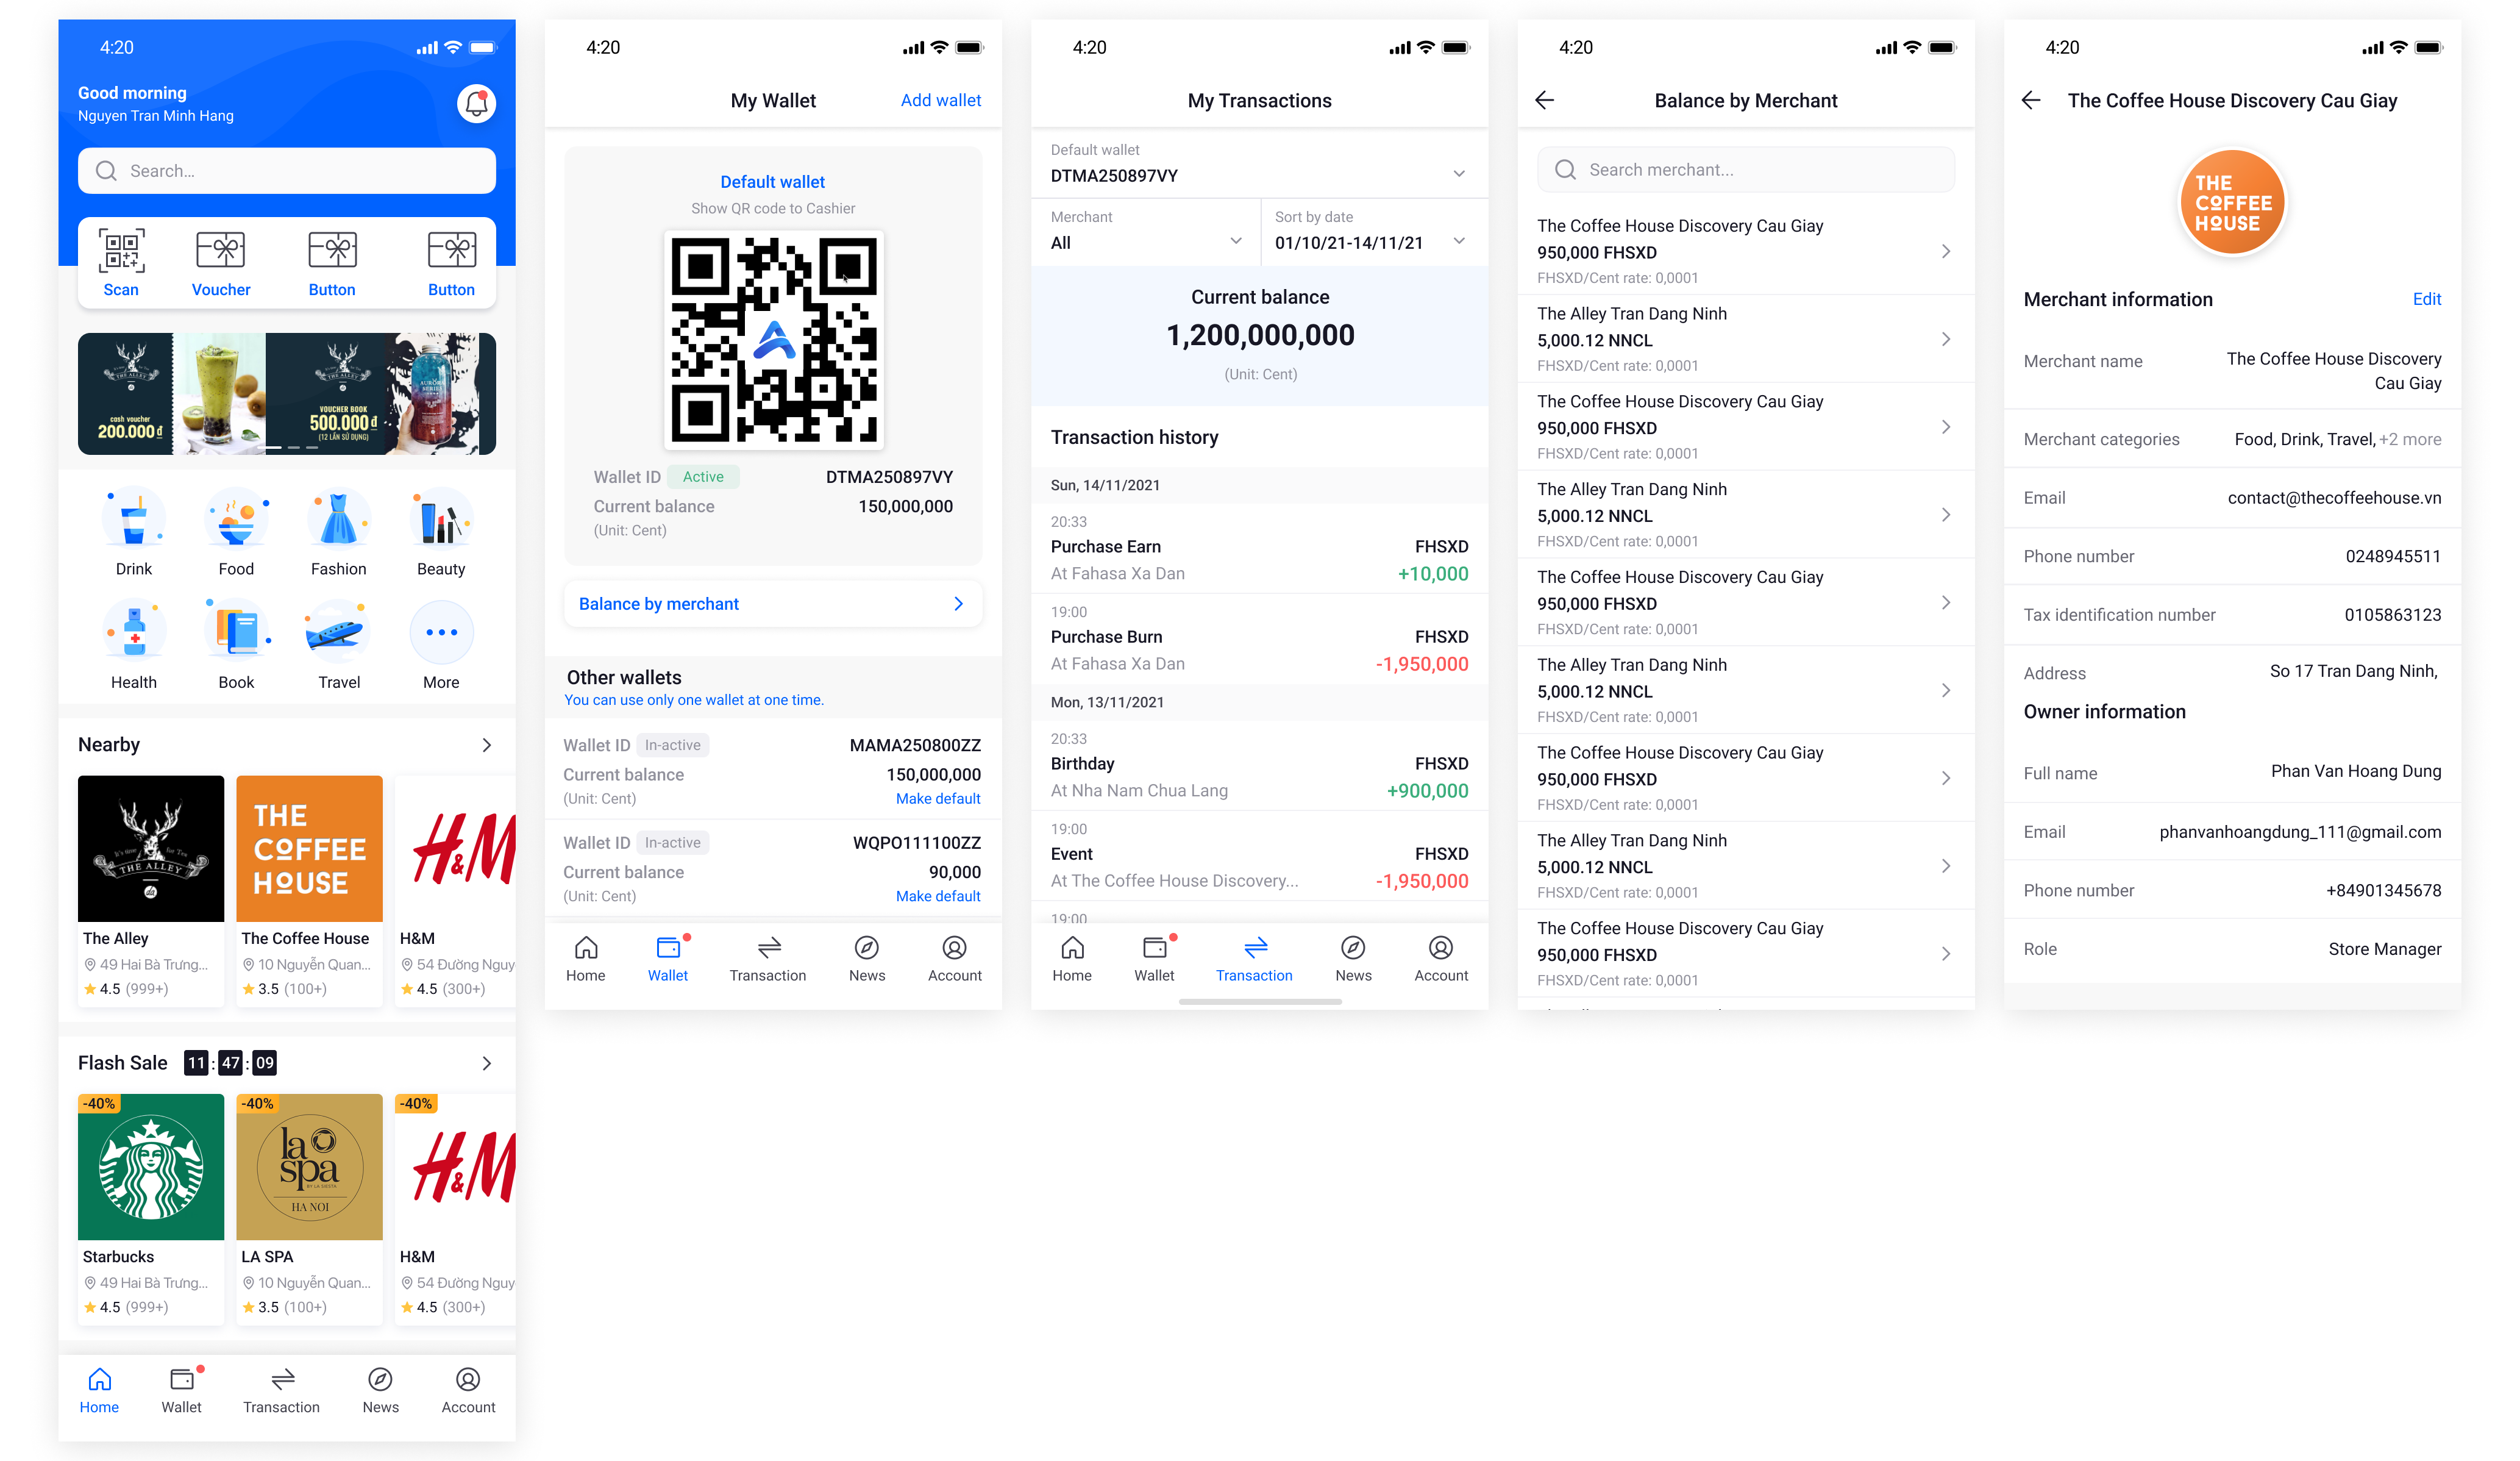 4:20
Good morning
Nguyen Tran Minh Hang
Search...
Scan
Voucher
Button
Button
THE ALLEY
cash voucher
200.000đ
THE ALLEY
VOUCHER BOOK
500.000đ
(12 LẦN SỬ DỤNG)
AURORA
SERIES
Drink
Food
Fashion
Beauty
Health
Book
Travel
More
Nearby
It's time for Tea
THE ALLEY
THE
COFFEE
HOUSE
H&M
The Alley
49 Hai Bà Trưng...
4.5 (999+)
The Coffee House
10 Nguyễn Quan...
3.5 (100+)
H&M
54 Đường Nguy
4.5 (300+)
Flash Sale 11 : 47 : 09
-40%
-40%
la
spa
BY LA SIESTA
HA NOI
-40%
H&M
Starbucks
49 Hai Bà Trưng...
4.5 (999+)
LA SPA
10 Nguyễn Quan...
3.5 (100+)
H&M
54 Đường Nguy
4.5 (300+)
Home
Wallet
Transaction
News
Account
4:20
My Wallet
Add wallet
Default wallet
Show QR code to Cashier
Wallet ID Active DTMA250897VY
Current balance 150,000,000
(Unit: Cent)
Balance by merchant
Other wallets
You can use only one wallet at one time.
Wallet ID In-active MAMA250800ZZ
Current balance 150,000,000
(Unit: Cent) Make default
Wallet ID In-active WQPO111100ZZ
Current balance 90,000
(Unit: Cent) Make default
Home
Wallet
Transaction
News
Account
4:20
My Transactions
Default wallet
DTMA250897VY
Merchant
All
Sort by date
01/10/21-14/11/21
Current balance
1,200,000,000
(Unit: Cent)
Transaction history
Sun, 14/11/2021
20:33
Purchase Earn FHSXD
At Fahasa Xa Dan +10,000
19:00
Purchase Burn FHSXD
At Fahasa Xa Dan -1,950,000
Mon, 13/11/2021
20:33
Birthday FHSXD
At Nha Nam Chua Lang +900,000
19:00
Event FHSXD
At The Coffee House Discovery... -1,950,000
19:00
Home
Wallet
Transaction
News
Account
4:20
Balance by Merchant
Search merchant...
The Coffee House Discovery Cau Giay
950,000 FHSXD
FHSXD/Cent rate: 0,0001
The Alley Tran Dang Ninh
5,000.12 NNCL
FHSXD/Cent rate: 0,0001
The Coffee House Discovery Cau Giay
950,000 FHSXD
FHSXD/Cent rate: 0,0001
The Alley Tran Dang Ninh
5,000.12 NNCL
FHSXD/Cent rate: 0,0001
The Coffee House Discovery Cau Giay
950,000 FHSXD
FHSXD/Cent rate: 0,0001
The Alley Tran Dang Ninh
5,000.12 NNCL
FHSXD/Cent rate: 0,0001
The Coffee House Discovery Cau Giay
950,000 FHSXD
FHSXD/Cent rate: 0,0001
The Alley Tran Dang Ninh
5,000.12 NNCL
FHSXD/Cent rate: 0,0001
The Coffee House Discovery Cau Giay
950,000 FHSXD
FHSXD/Cent rate: 0,0001
4:20
The Coffee House Discovery Cau Giay
THE
COFFEE
HOUSE
Merchant information Edit
Merchant name The Coffee House Discovery
Cau Giay
Merchant categories Food, Drink, Travel, +2 more
Email contact@thecoffeehouse.vn
Phone number 0248945511
Tax identification number 0105863123
Address So 17 Tran Dang Ninh,
Owner information
Full name Phan Van Hoang Dung
Email phanvanhoangdung_111@gmail.com
Phone number +84901345678
Role Store Manager